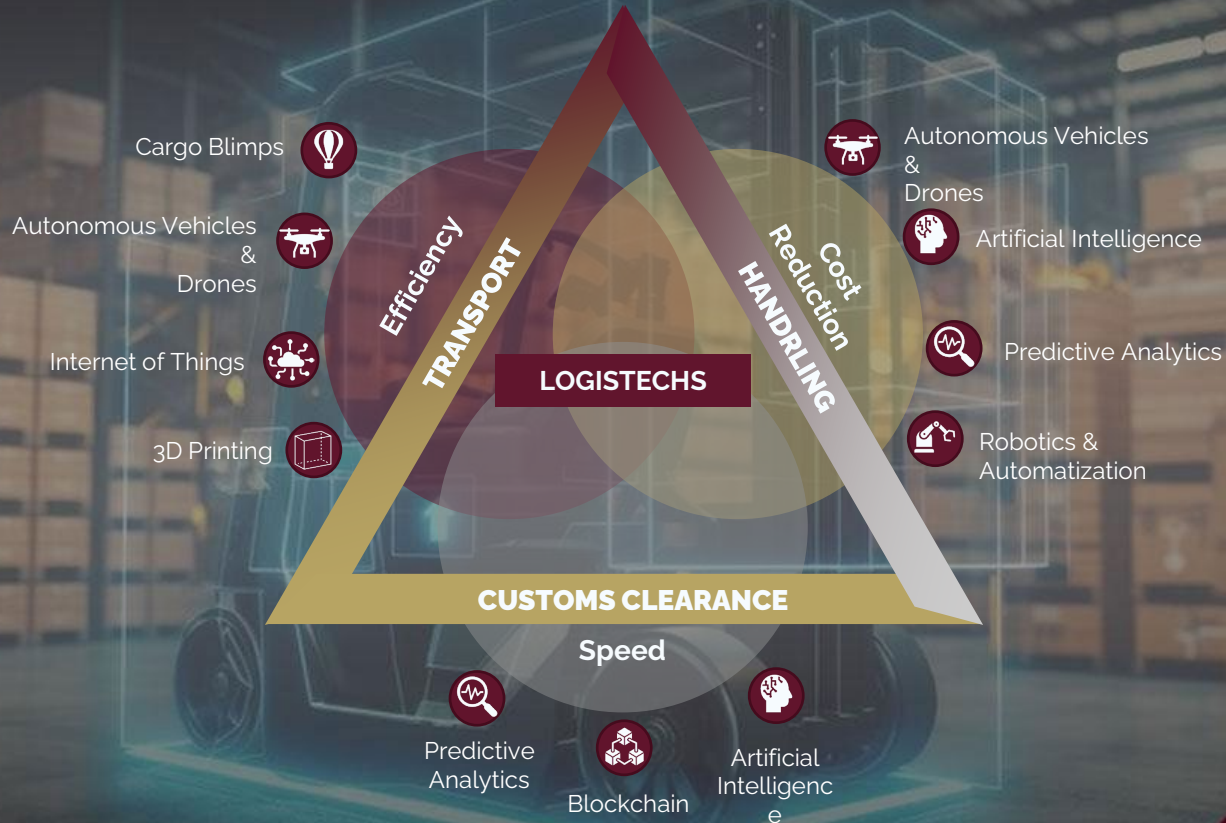 Cargo Blimps
Autonomous Vehicles
&
Drones
Internet of Things
3D Printing
Efficiency
TRANSPORT
LOGISTECHS
Cost
Reduction
HANDRLING
Autonomous Vehicles
&
Drones
Artificial Intelligence
Predictive Analytics
Robotics &
Automatization
CUSTOMS CLEARANCE
Speed
Predictive
Analytics
Blockchain
Artificial
Intelligenc
e